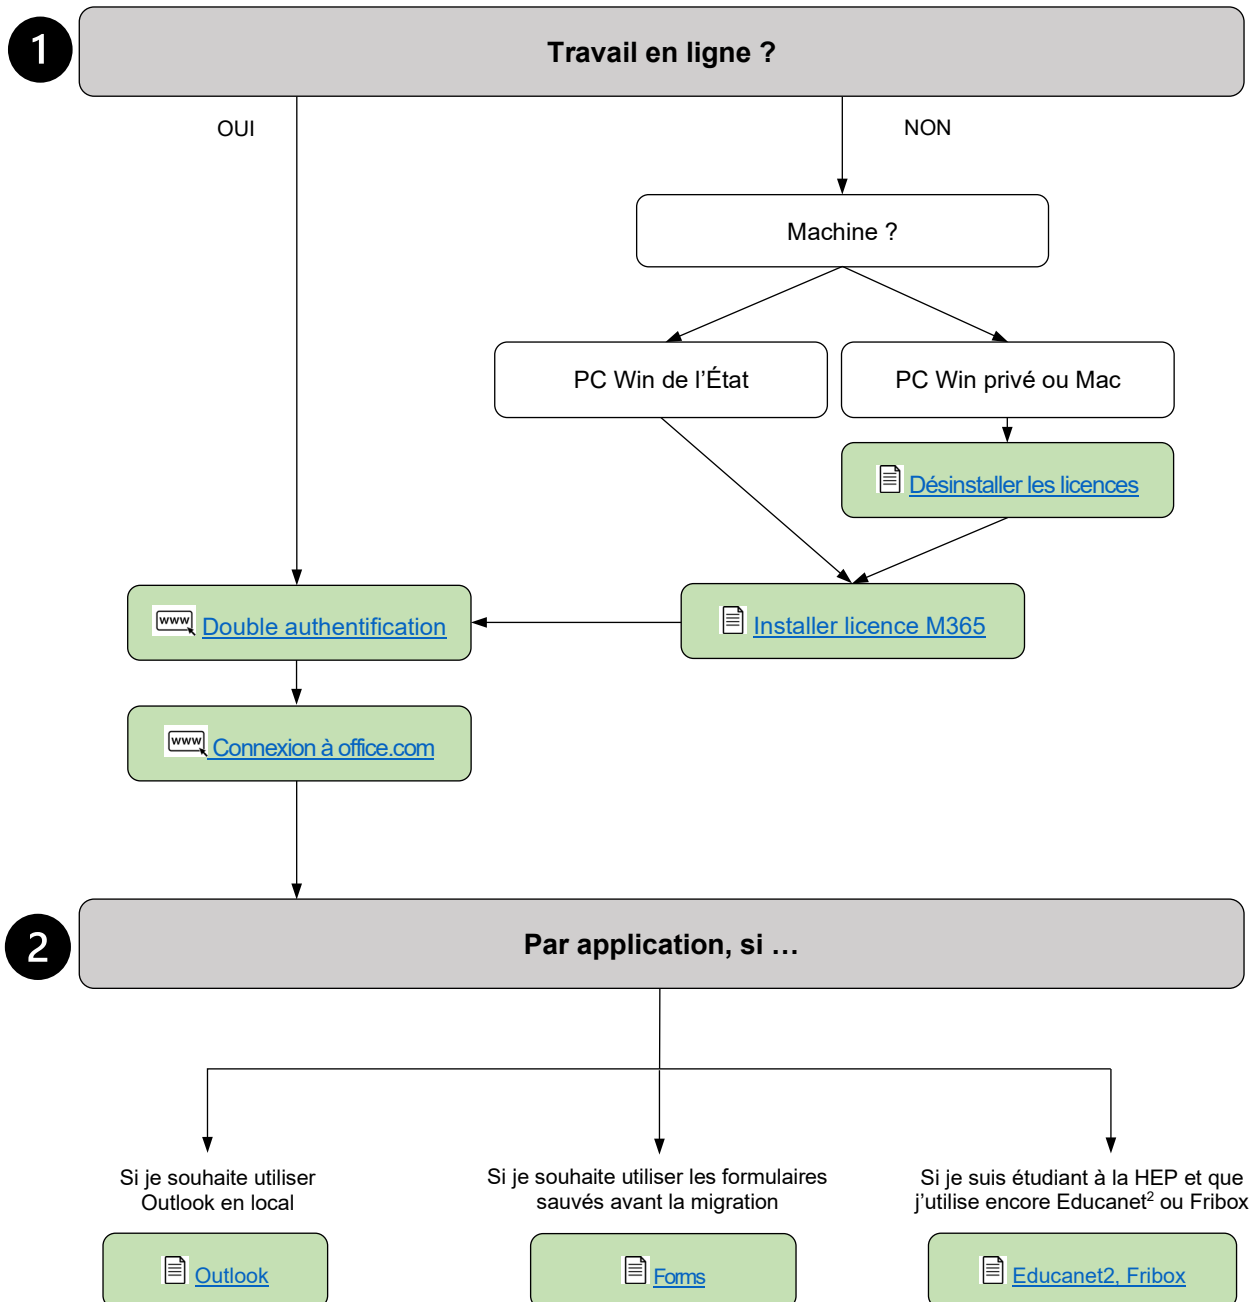 1
Travail en ligne ?
OUI
NON
Machine ?
PC Win de l'État
PC Win privé ou Mac
Désinstaller les licences
www Double authentification
Installer licence M365
www Connexion à office.com
2
Par application, si …
Si je souhaite utiliser
Outlook en local
Si je souhaite utiliser les formulaires
sauvés avant la migration
Si je suis étudiant à la HEP et que
j'utilise encore Educanet² ou Fribox
Outlook
Forms
Educanet2, Fribox